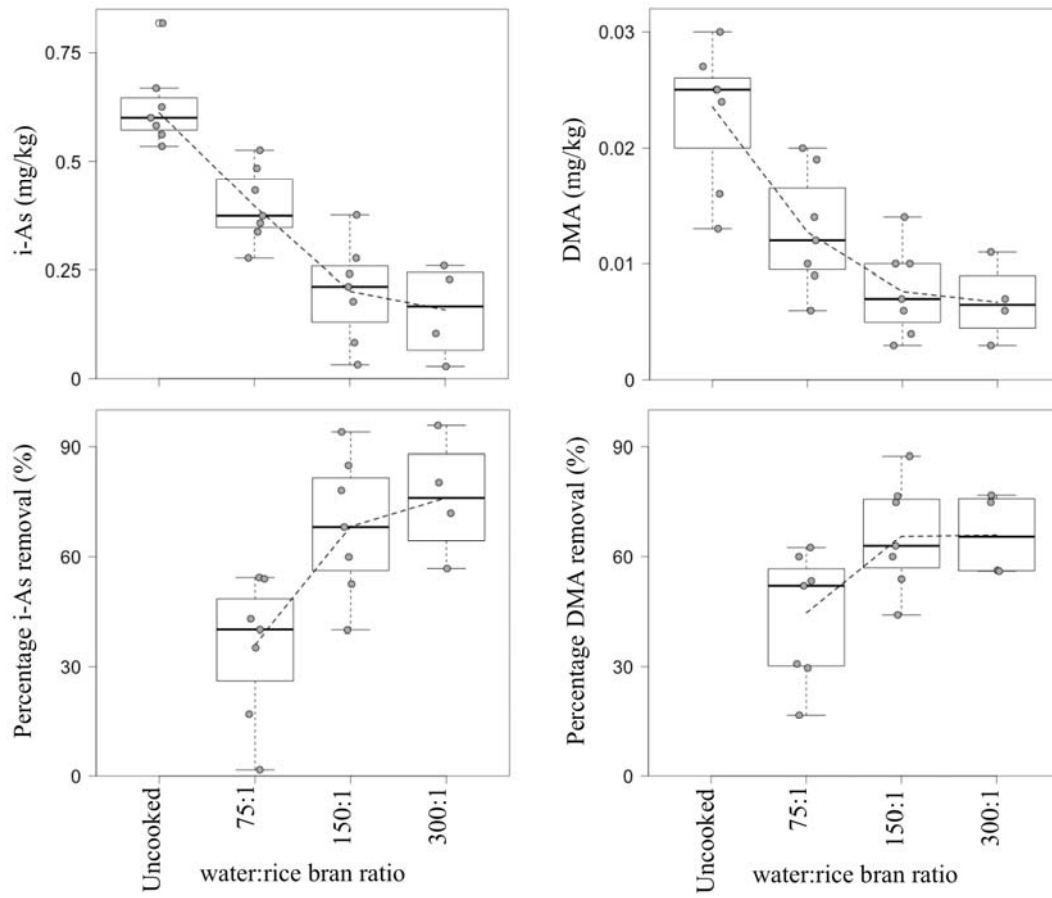 i-As (mg/kg)
0.75
0.5
0.25
0
DMA (mg/kg)
0.03
0.02
0.01
0
Percentage i-As removal (%)
90
60
30
0
Uncooked
75:1
150:1
300:1
water:rice bran ratio
Percentage DMA removal (%)
90
60
30
0
Uncooked
75:1
150:1
300:1
water:rice bran ratio